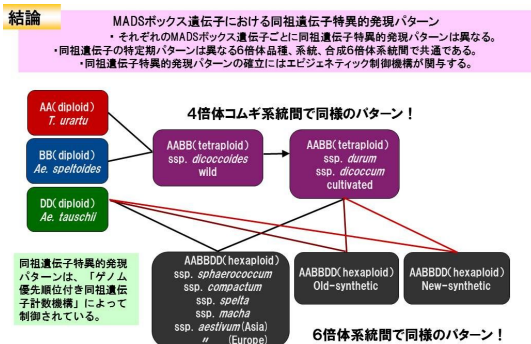 結論
MADSボックス遺伝子における同祖遺伝子特異的発現パターン
・それぞれのMADSボックス遺伝子ごとに同祖遺伝子特異的発現パターンは異なる。
・同祖遺伝子の特定期パターンは異なる6倍体品種、系統、合成6倍体系統間で共通である。
・同祖遺伝子特異的発現パターンの確立にはエピジェネティック制御機構が関与する。
AA(diploid)
T. urartu
4倍体コムギ系統間で同様のパターン！
BB(diploid)
Ae. speltoides
AABB(tetraploid)
ssp. dicoccoides
wild
AABB(tetraploid)
ssp. durum
ssp. dicoccum
cultivated
DD(diploid)
Ae. tauschii
同祖遺伝子特異的発現
パターンは、「ゲノム
優先順位付き同祖遺伝
子計数機構」によって
制御されている。
AABBDD(hexaploid)
ssp. sphaerococcum
ssp. compactum
ssp. spelta
ssp. macha
ssp. aestivum(Asia)
〃 (Europe)
AABBDD(hexaploid)
Old-synthetic
AABBDD(hexaploid)
New-synthetic
6倍体系統間で同様のパターン！